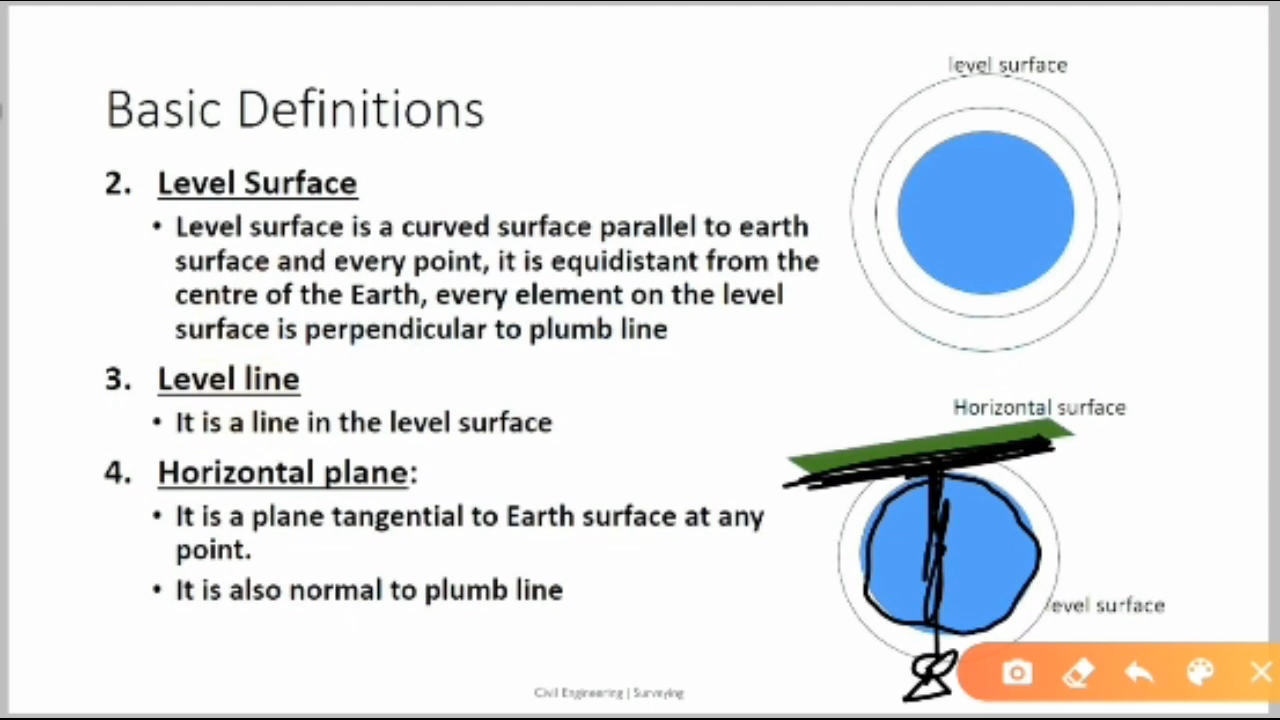 level surface
Basic Definitions
2. Level Surface
• Level surface is a curved surface parallel to earth
surface and every point, it is equidistant from the
centre of the Earth, every element on the level
surface is perpendicular to plumb line
3. Level line
• It is a line in the level surface
Horizontal surface
4. Horizontal plane:
• It is a plane tangential to Earth surface at any
point.
• It is also normal to plumb line
level surface
Civil Engineering | Surveying